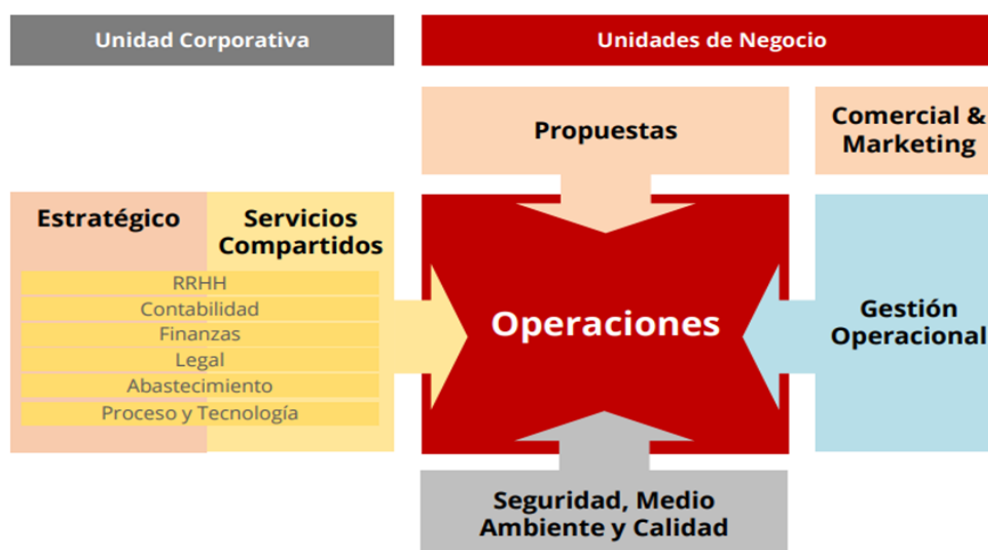 Unidad Corporativa
Unidades de Negocio
Propuestas
Comercial &
Marketing
Estratégico
Servicios
Compartidos
RRHH
Contabilidad
Finanzas
Legal
Abastecimiento
Proceso y Tecnología
Operaciones
Gestión
Operacional
Seguridad, Medio
Ambiente y Calidad